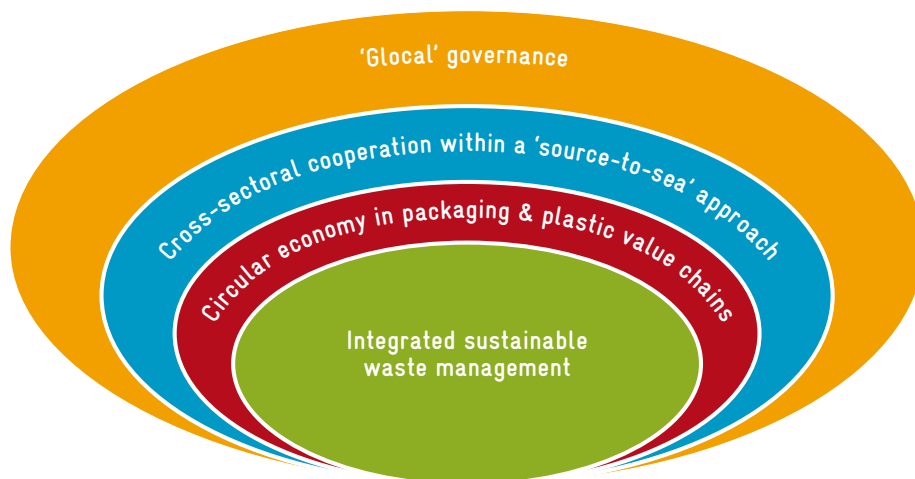 ‘Glocal’ governance
Cross-sectoral cooperation within a ‘source-to-sea’ approach
Circular economy in packaging & plastic value chains
Integrated sustainable
waste management